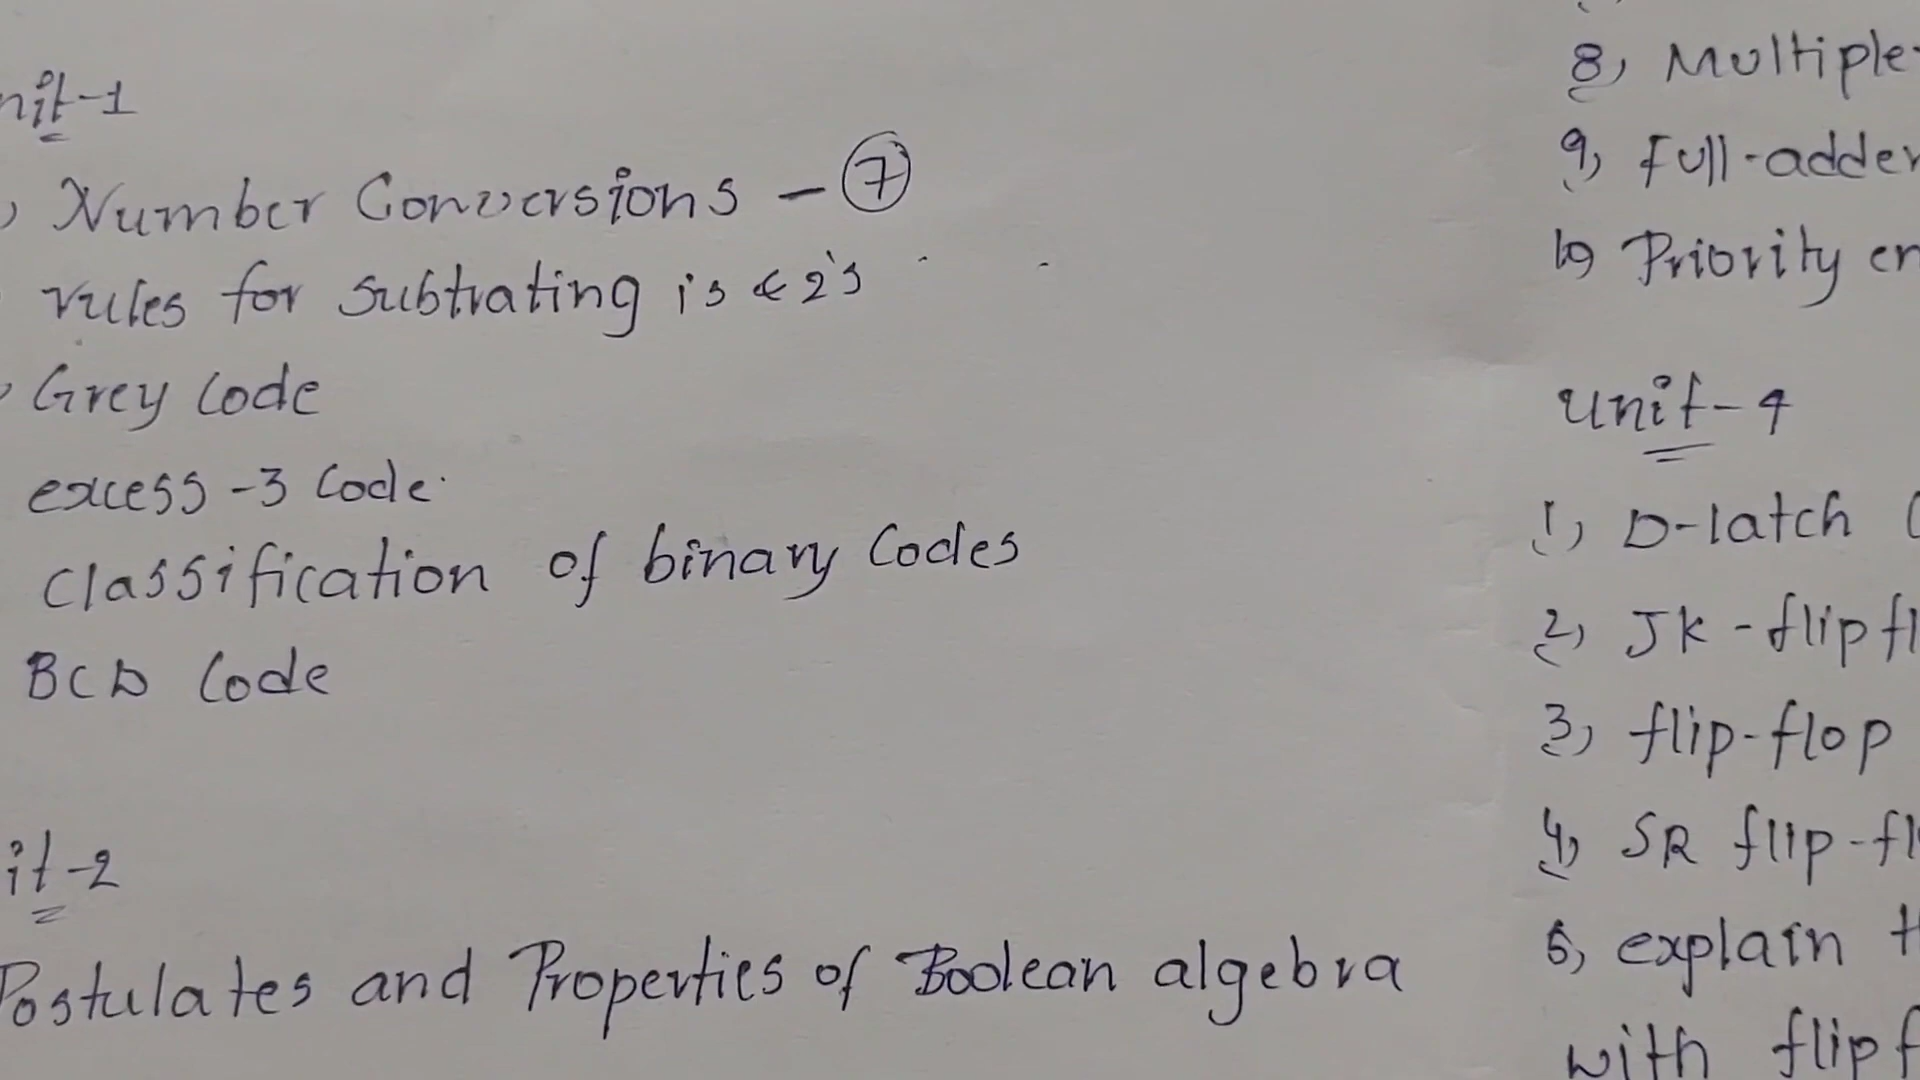 nit-1
Number Conversions - 7
rules for subtrating is & 2's
Grey Code
excess -3 Code.
Classification of binary Codes
BCD Code
it-2
Postulates and Properties of Boolean algebra
8) Multiple
9) Full-adder
10) Priority en
Unit-4
1) D-latch (
2) JK - flipfl
3) flip-flop
4) SR flip-fl
5) explain t
with flipf